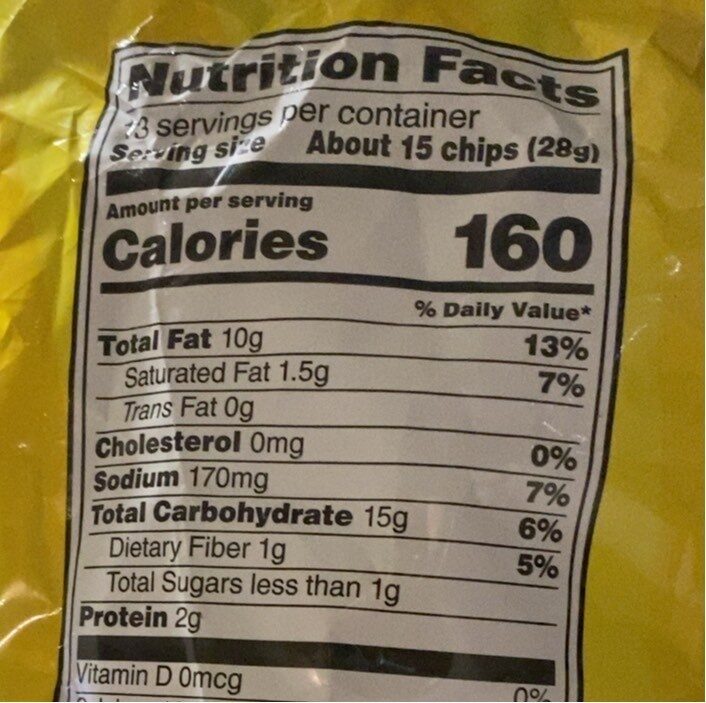 Nutrition Facts
13 servings per container
Serving size About 15 chips (28g)
Amount per serving
Calories 160
% Daily Value*
Total Fat 10g 13%
Saturated Fat 1.5g 7%
Trans Fat 0g
Cholesterol 0mg 0%
Sodium 170mg 7%
Total Carbohydrate 15g 6%
Dietary Fiber 1g 5%
Total Sugars less than 1g
Protein 2g
Vitamin D 0mcg 0%